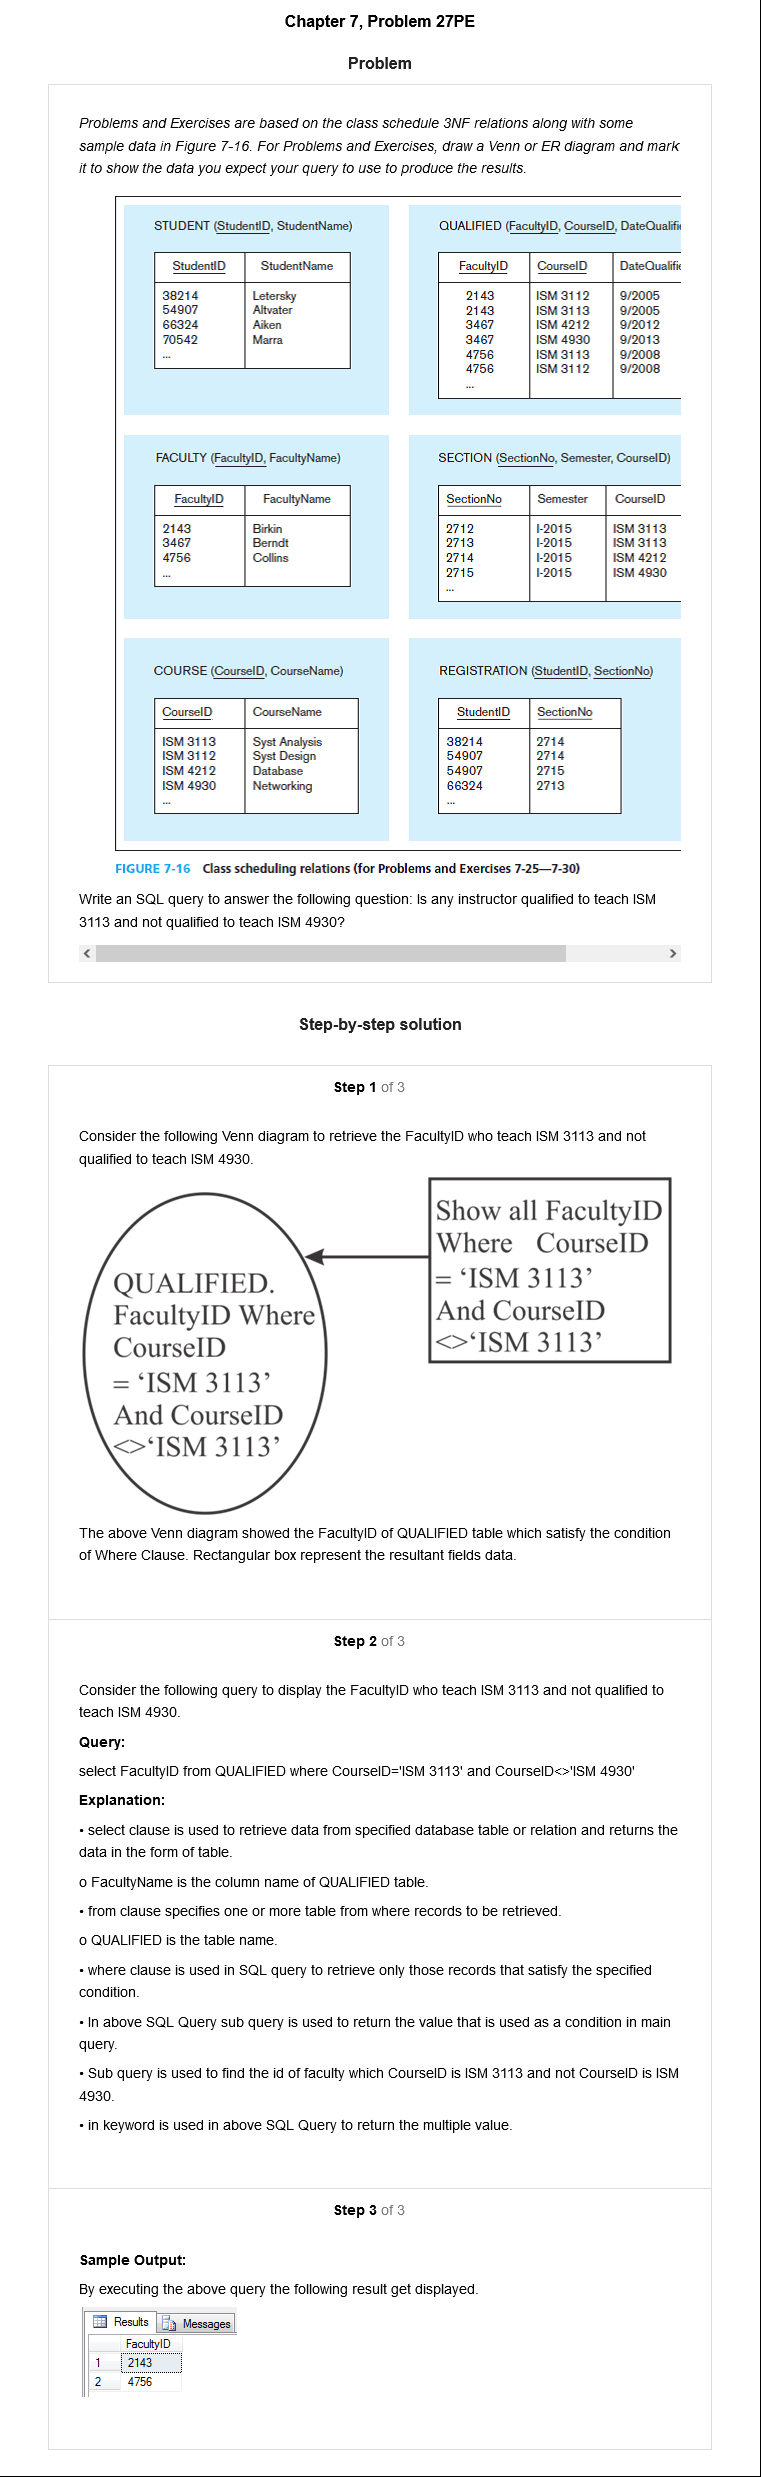 Chapter 7, Problem 27PE
Problem
Problems and Exercises are based on the class schedule 3NF relations along with some
sample data in Figure 7-16. For Problems and Exercises, draw a Venn or ER diagram and mark
it to show the data you expect your query to use to produce the results.
STUDENT (StudentID, StudentName)
StudentID StudentName
38214 Letersky
54907 Altvater
66324 Aiken
70542 Marra
...
QUALIFIED (FacultyID, CourseID, DateQualifie
FacultyID CourseID DateQualifie
2143 ISM 3112 9/2005
2143 ISM 3113 9/2005
3467 ISM 4212 9/2012
3467 ISM 4930 9/2013
4756 ISM 3113 9/2008
4756 ISM 3112 9/2008
...
FACULTY (FacultyID, FacultyName)
FacultyID FacultyName
2143 Birkin
3467 Berndt
4756 Collins
...
SECTION (SectionNo, Semester, CourseID)
SectionNo Semester CourseID
2712 I-2015 ISM 3113
2713 I-2015 ISM 3113
2714 I-2015 ISM 4212
2715 I-2015 ISM 4930
...
COURSE (CourseID, CourseName)
CourseID CourseName
ISM 3113 Syst Analysis
ISM 3112 Syst Design
ISM 4212 Database
ISM 4930 Networking
...
REGISTRATION (StudentID, SectionNo)
StudentID SectionNo
38214 2714
54907 2714
54907 2715
66324 2713
...
FIGURE 7-16 Class scheduling relations (for Problems and Exercises 7-25—7-30)
Write an SQL query to answer the following question: Is any instructor qualified to teach ISM
3113 and not qualified to teach ISM 4930?
Step-by-step solution
Step 1 of 3
Consider the following Venn diagram to retrieve the FacultyID who teach ISM 3113 and not
qualified to teach ISM 4930.
QUALIFIED.
FacultyID Where
CourseID
= ‘ISM 3113’
And CourseID
<>‘ISM 3113’
Show all FacultyID
Where CourseID
= ‘ISM 3113’
And CourseID
<>‘ISM 3113’
The above Venn diagram showed the FacultyID of QUALIFIED table which satisfy the condition
of Where Clause. Rectangular box represent the resultant fields data.
Step 2 of 3
Consider the following query to display the FacultyID who teach ISM 3113 and not qualified to
teach ISM 4930.
Query:
select FacultyID from QUALIFIED where CourseID='ISM 3113' and CourseID<>'ISM 4930'
Explanation:
• select clause is used to retrieve data from specified database table or relation and returns the
data in the form of table.
o FacultyName is the column name of QUALIFIED table.
• from clause specifies one or more table from where records to be retrieved.
o QUALIFIED is the table name.
• where clause is used in SQL query to retrieve only those records that satisfy the specified
condition.
• In above SQL Query sub query is used to return the value that is used as a condition in main
query.
• Sub query is used to find the id of faculty which CourseID is ISM 3113 and not CourseID is ISM
4930.
• in keyword is used in above SQL Query to return the multiple value.
Step 3 of 3
Sample Output:
By executing the above query the following result get displayed.
Results Messages
FacultyID
1 2143
2 4756